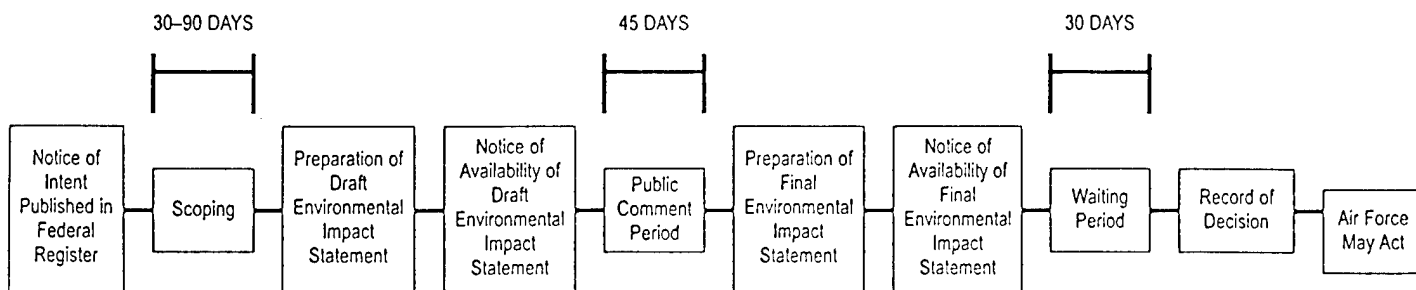 30–90 DAYS
45 DAYS
30 DAYS
Notice of
Intent
Published in
Federal
Register
Scoping
Preparation of
Draft
Environmental
Impact
Statement
Notice of
Availability of
Draft
Environmental
Impact
Statement
Public
Comment
Period
Preparation of
Final
Environmental
Impact
Statement
Notice of
Availability of
Final
Environmental
Impact
Statement
Waiting
Period
Record of
Decision
Air Force
May Act